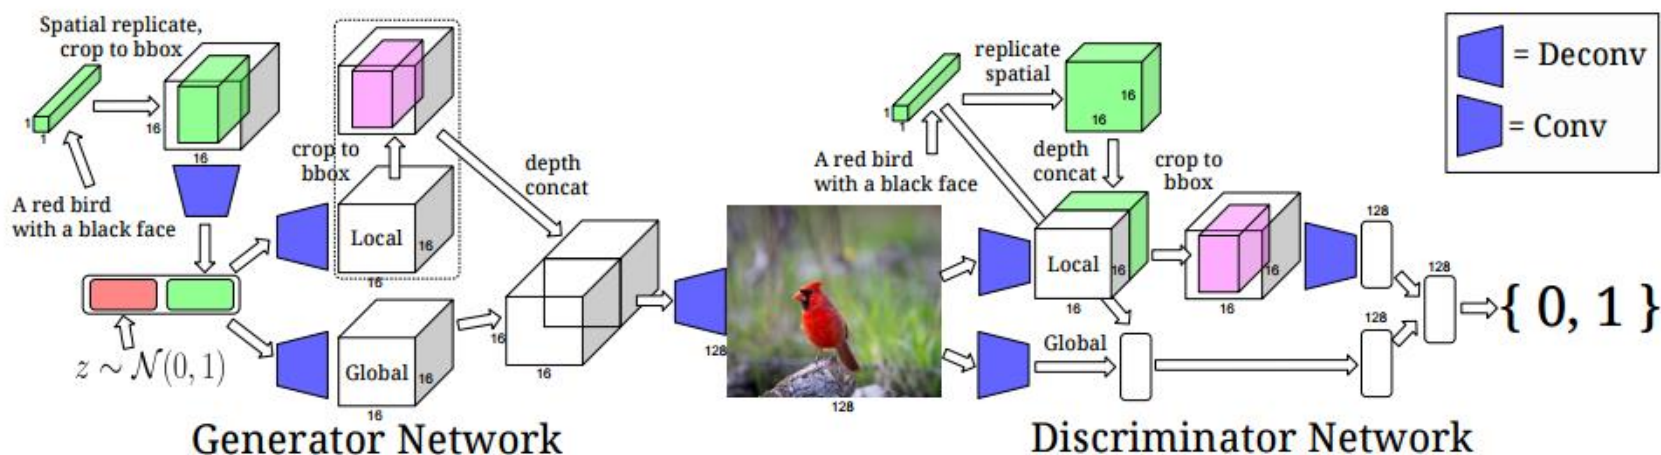 Spatial replicate,
crop to bbox
1
1
16
16
A red bird
with a black face
z ~ N(0, 1)
crop to
bbox
Local
16
16
Global
16
16
depth
concat
16
16
128
128
Generator Network
replicate
spatial
1
1
16
16
A red bird
with a black face
depth
concat
crop to
bbox
Local
16
16
16
16
Global
128
128
128
{ 0, 1 }
Discriminator Network
= Deconv
= Conv